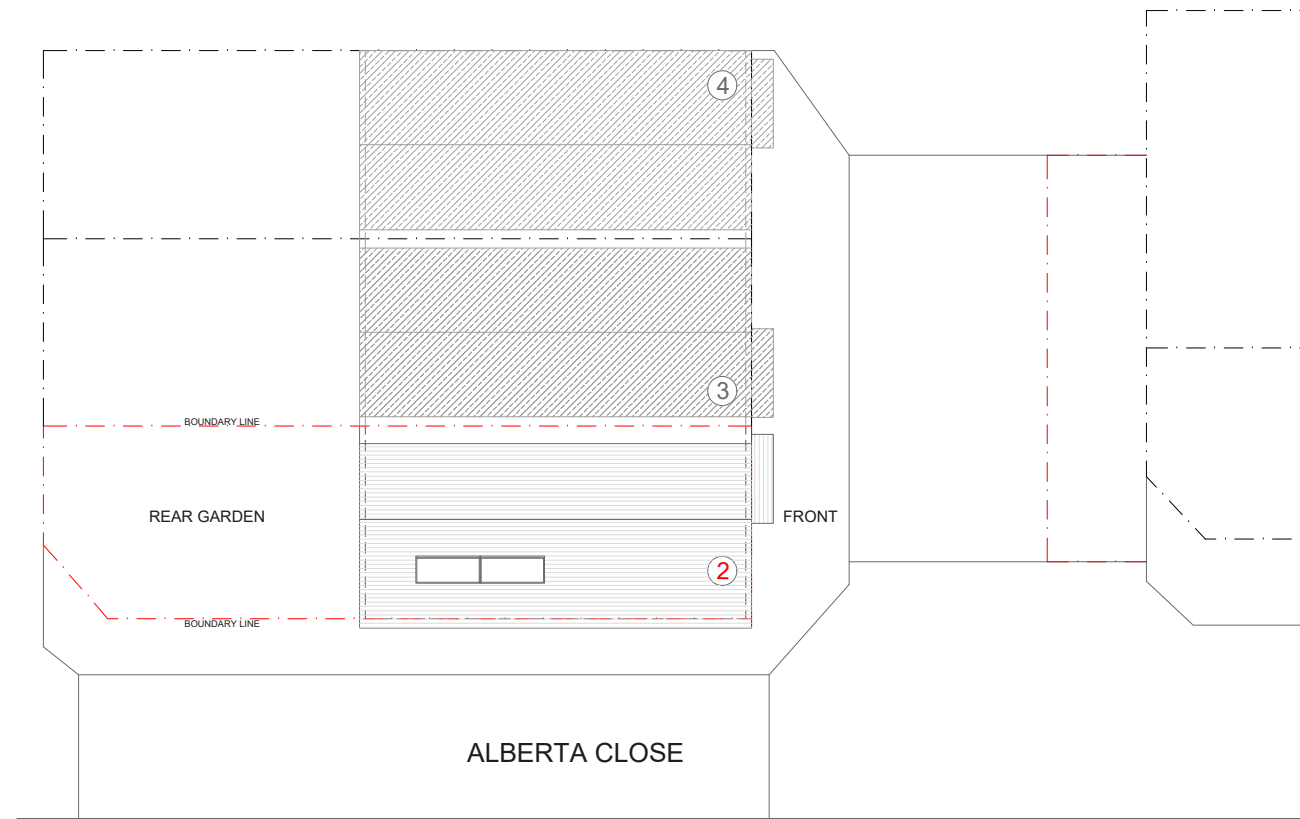 4
3
BOUNDARY LINE
REAR GARDEN
FRONT
2
BOUNDARY LINE
ALBERTA CLOSE